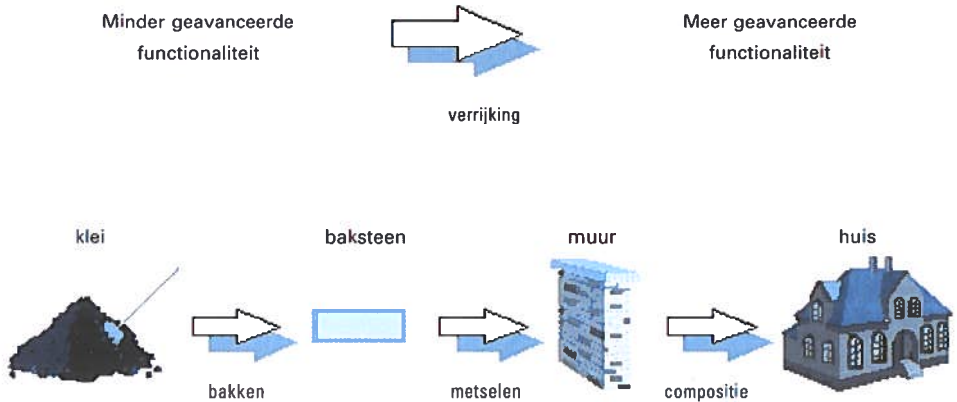 Minder geavanceerde
functionaliteit
Meer geavanceerde
functionaliteit
verrijking
klei
baksteen
muur
huis
bakken
metselen
compositie